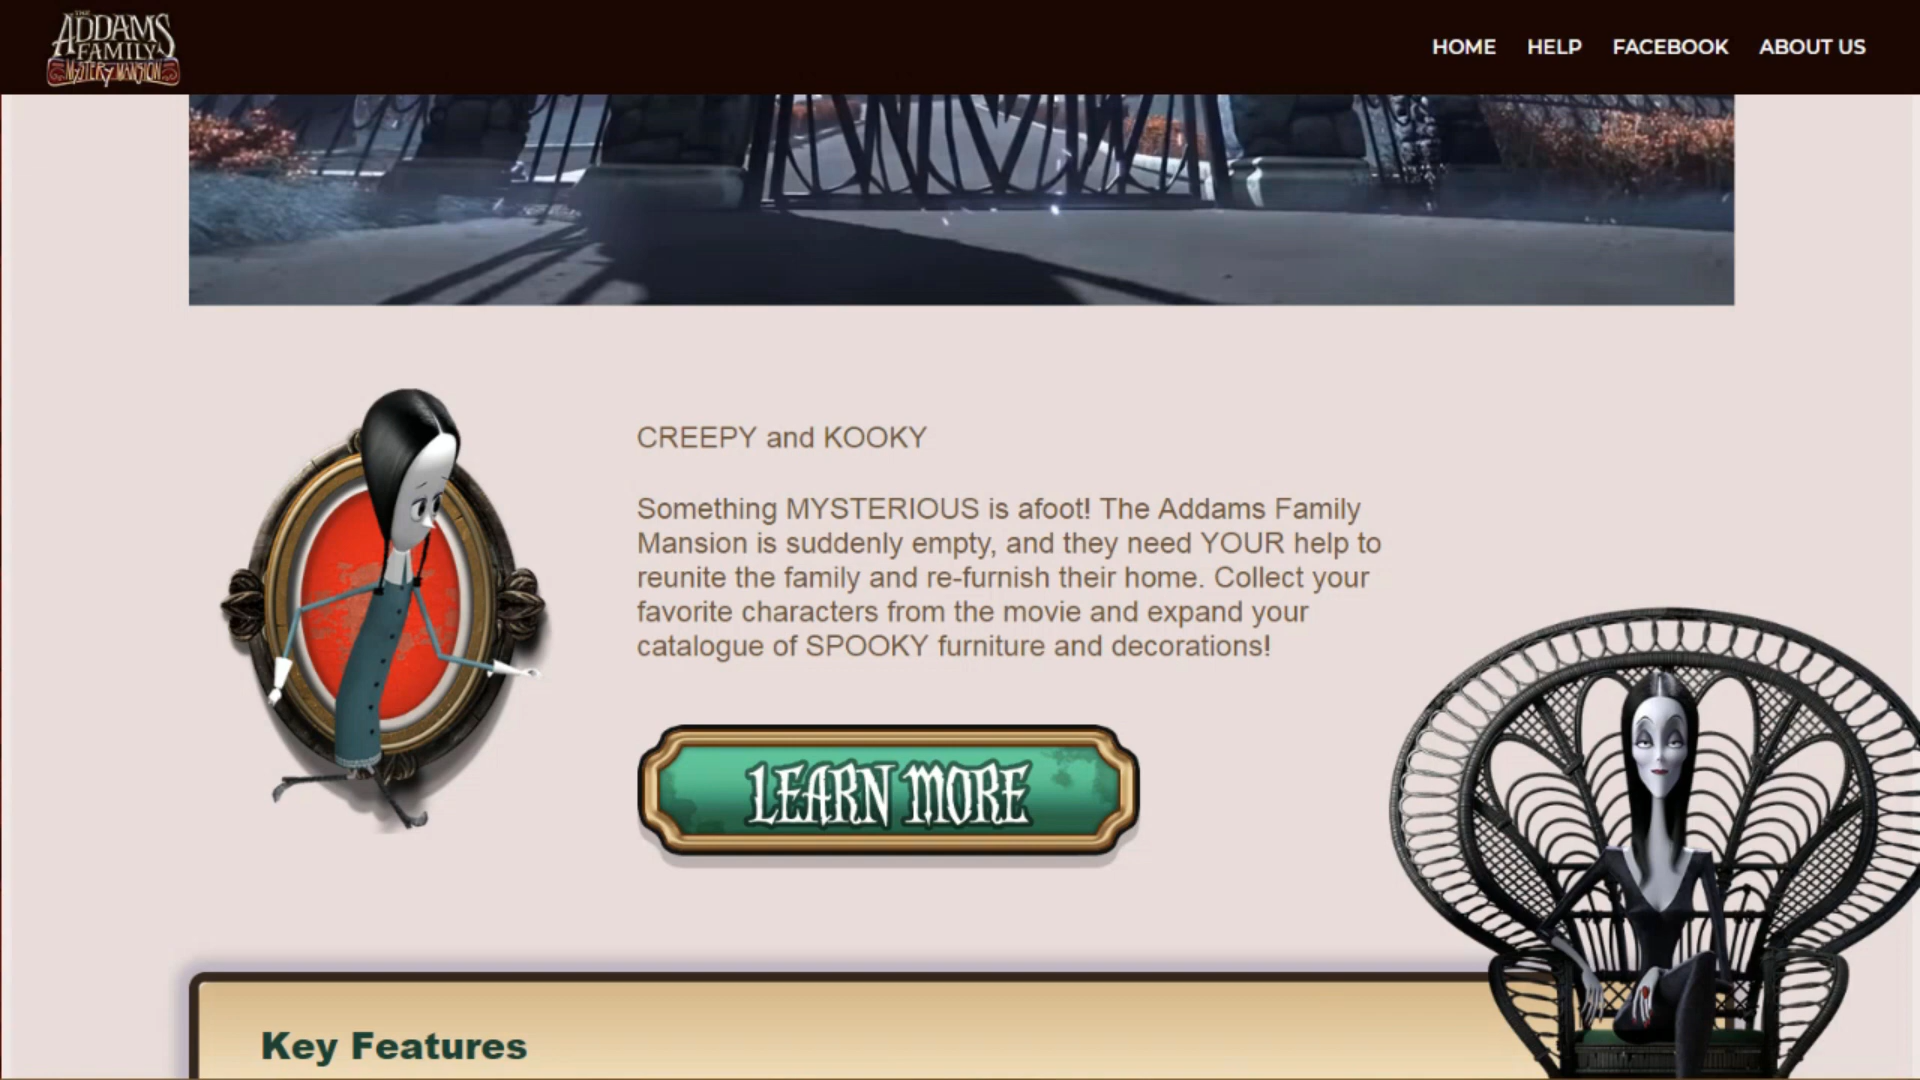 THE
ADDAMS
FAMILY
MYSTERY MANSION
HOME HELP FACEBOOK ABOUT US
CREEPY and KOOKY
Something MYSTERIOUS is afoot! The Addams Family
Mansion is suddenly empty, and they need YOUR help to
reunite the family and re-furnish their home. Collect your
favorite characters from the movie and expand your
catalogue of SPOOKY furniture and decorations!
LEARN MORE
Key Features